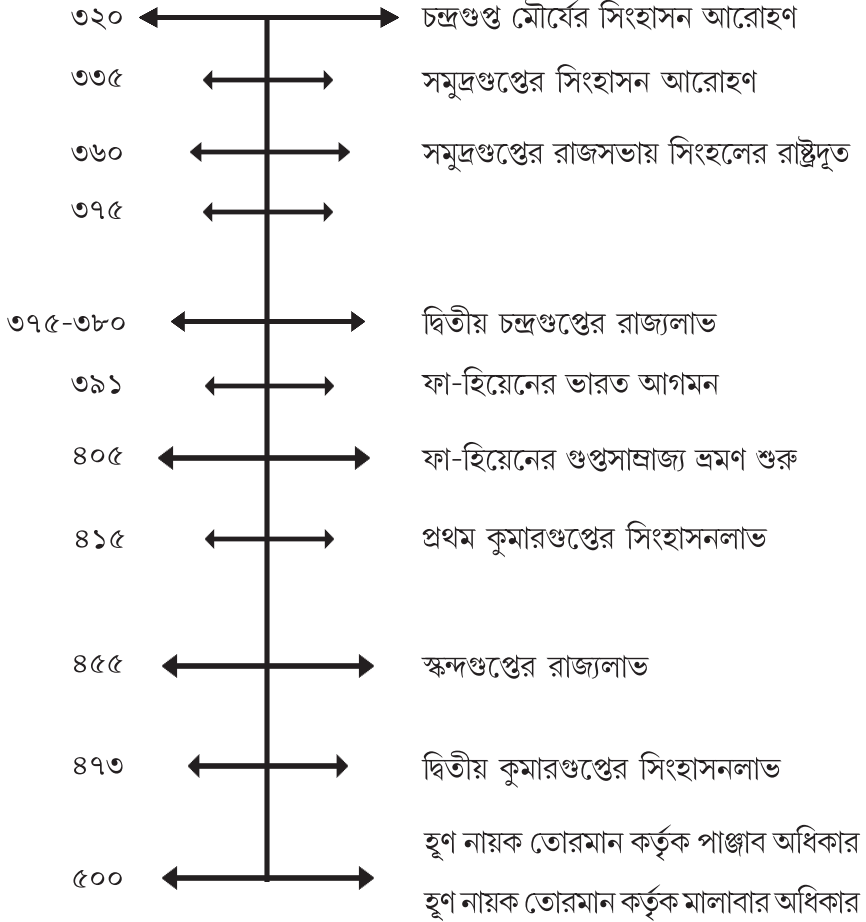 ৩২০ চন্দ্রগুপ্ত মৌর্যের সিংহাসন আরোহণ
৩৩৫ সমুদ্রগুপ্তের সিংহাসন আরোহণ
৩৬০ সমুদ্রগুপ্তের রাজসভায় সিংহলের রাষ্ট্রদূত
৩৭৫
৩৭৫-৩৮০ দ্বিতীয় চন্দ্রগুপ্তের রাজ্যলাভ
৩৯১ ফা-হিয়েনের ভারত আগমন
৪০৫ ফা-হিয়েনের গুপ্তসাম্রাজ্য ভ্রমণ শুরু
৪১৫ প্রথম কুমারগুপ্তের সিংহাসনলাভ
৪৫৫ স্কন্দগুপ্তের রাজ্যলাভ
৪৭৩ দ্বিতীয় কুমারগুপ্তের সিংহাসনলাভ
হূণ নায়ক তোরমান কর্তৃক পাঞ্জাব অধিকার
৫০০
হূণ নায়ক তোরমান কর্তৃক মালাবার অধিকার